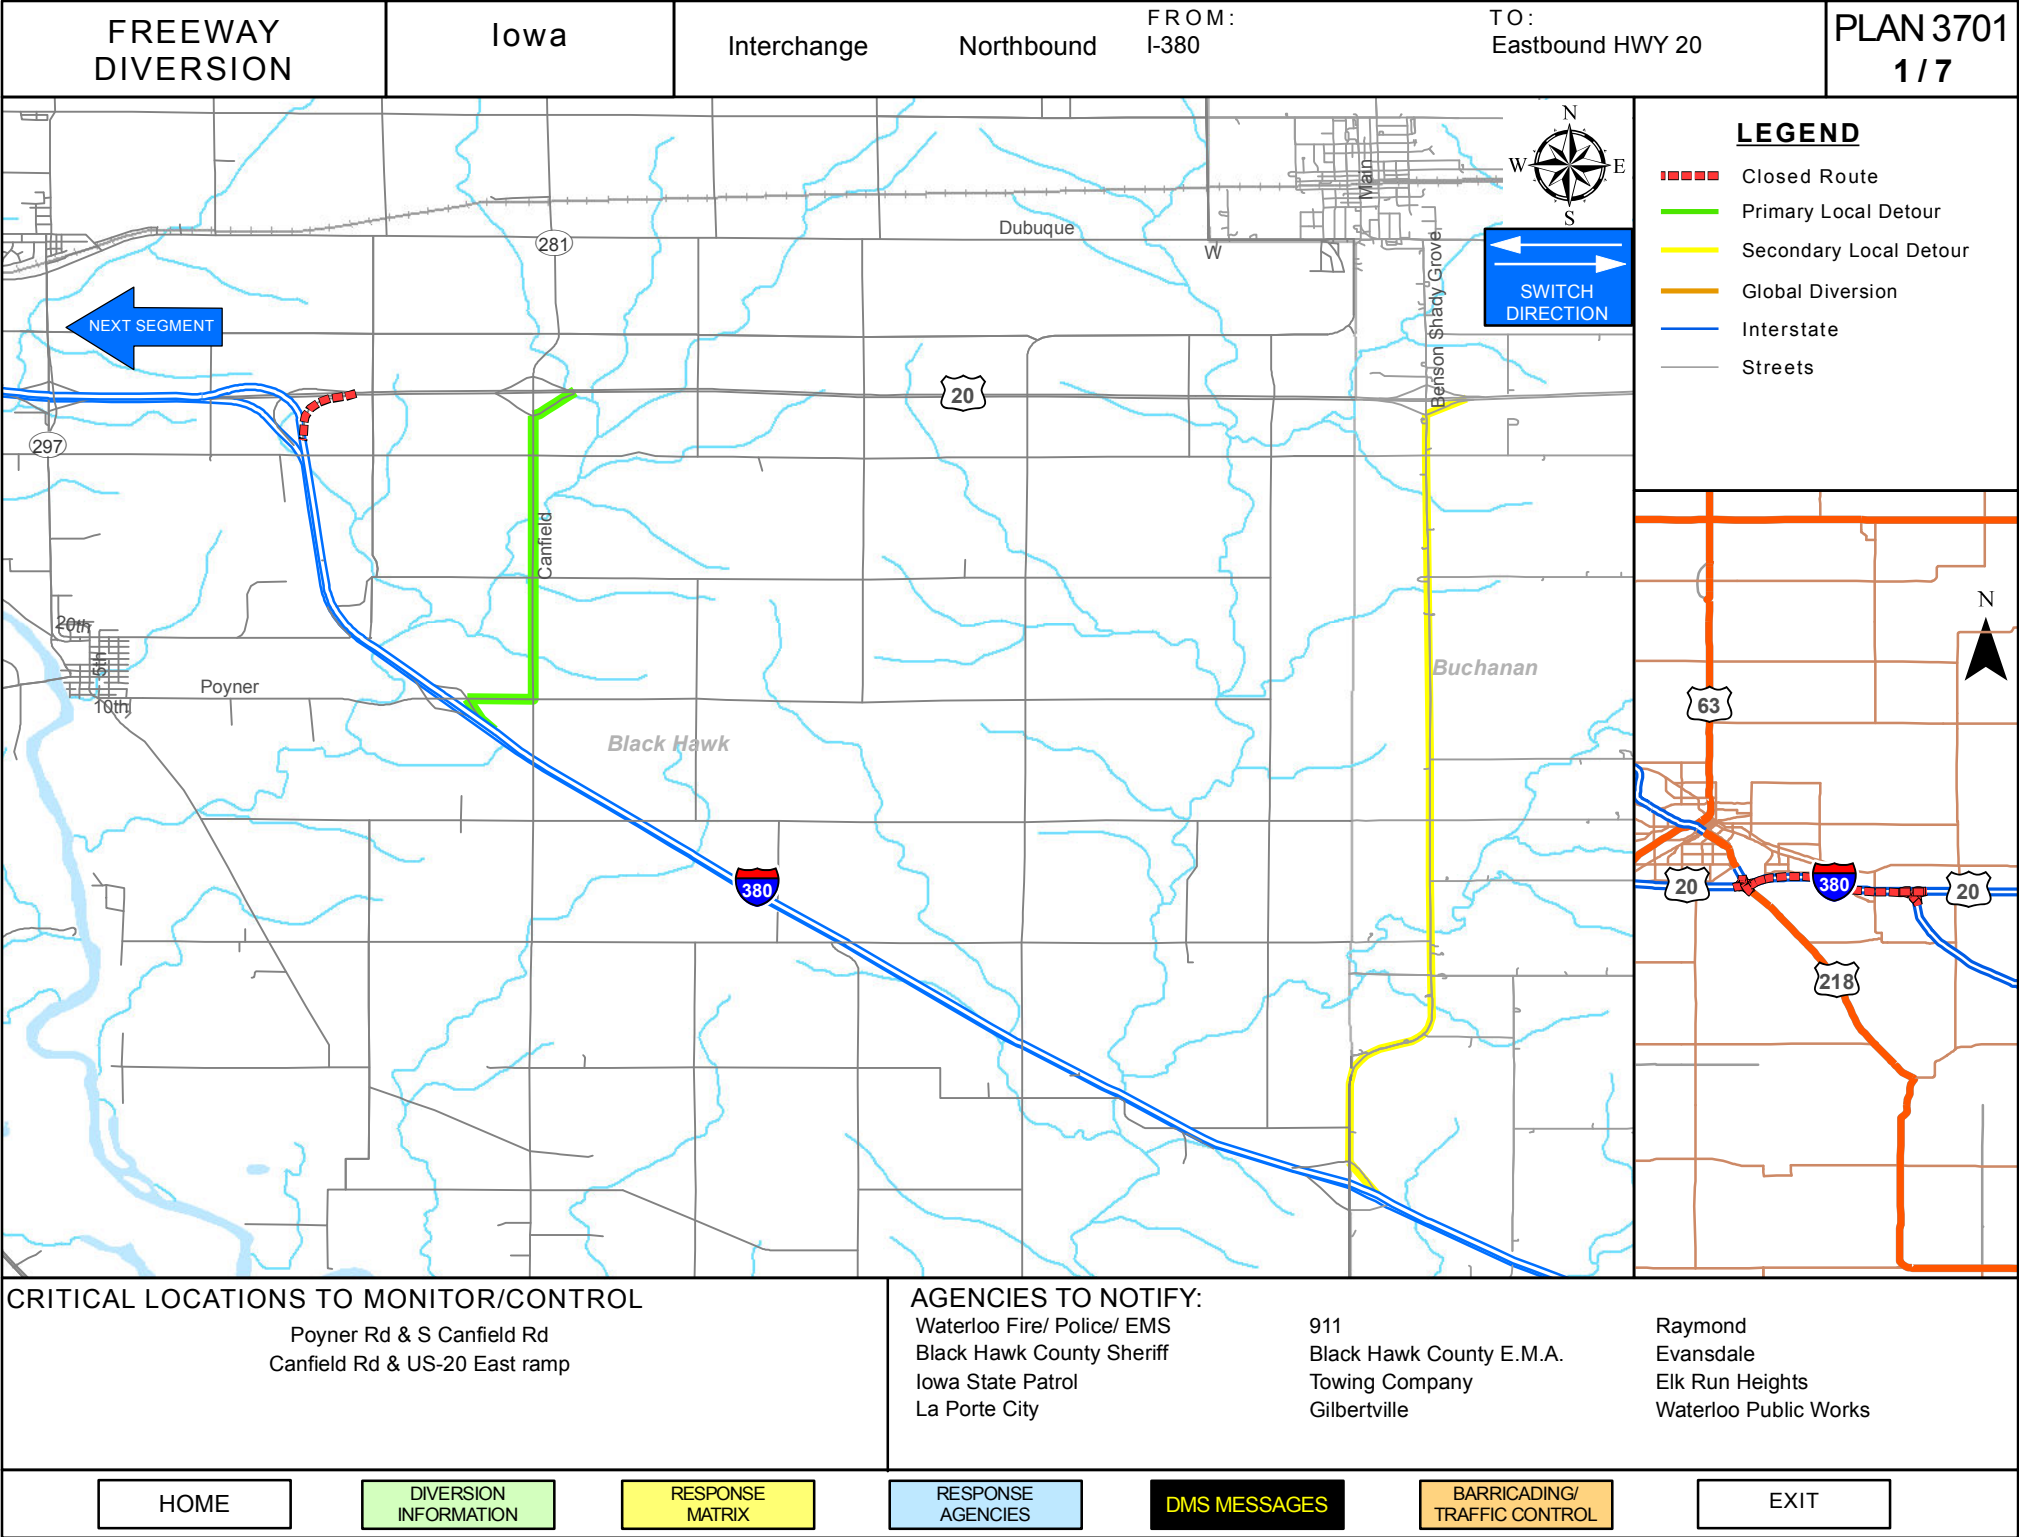 FREEWAY
DIVERSION
Iowa
Interchange
Northbound
FROM:
I-380
TO:
Eastbound HWY 20
PLAN 3701
1 / 7
LEGEND
Closed Route
Primary Local Detour
Secondary Local Detour
Global Diversion
Interstate
Streets
N
W
E
S
SWITCH
DIRECTION
NEXT SEGMENT
281
Dubuque
W
Main
Benson Shady Grove
20
297
Canfield
20th
5th
10th
Poyner
Black Hawk
Buchanan
380
N
63
20
380
20
218
CRITICAL LOCATIONS TO MONITOR/CONTROL
Poyner Rd & S Canfield Rd
Canfield Rd & US-20 East ramp
AGENCIES TO NOTIFY:
Waterloo Fire/ Police/ EMS
Black Hawk County Sheriff
Iowa State Patrol
La Porte City
911
Black Hawk County E.M.A.
Towing Company
Gilbertville
Raymond
Evansdale
Elk Run Heights
Waterloo Public Works
HOME
DIVERSION
INFORMATION
RESPONSE
MATRIX
RESPONSE
AGENCIES
DMS MESSAGES
BARRICADING/
TRAFFIC CONTROL
EXIT